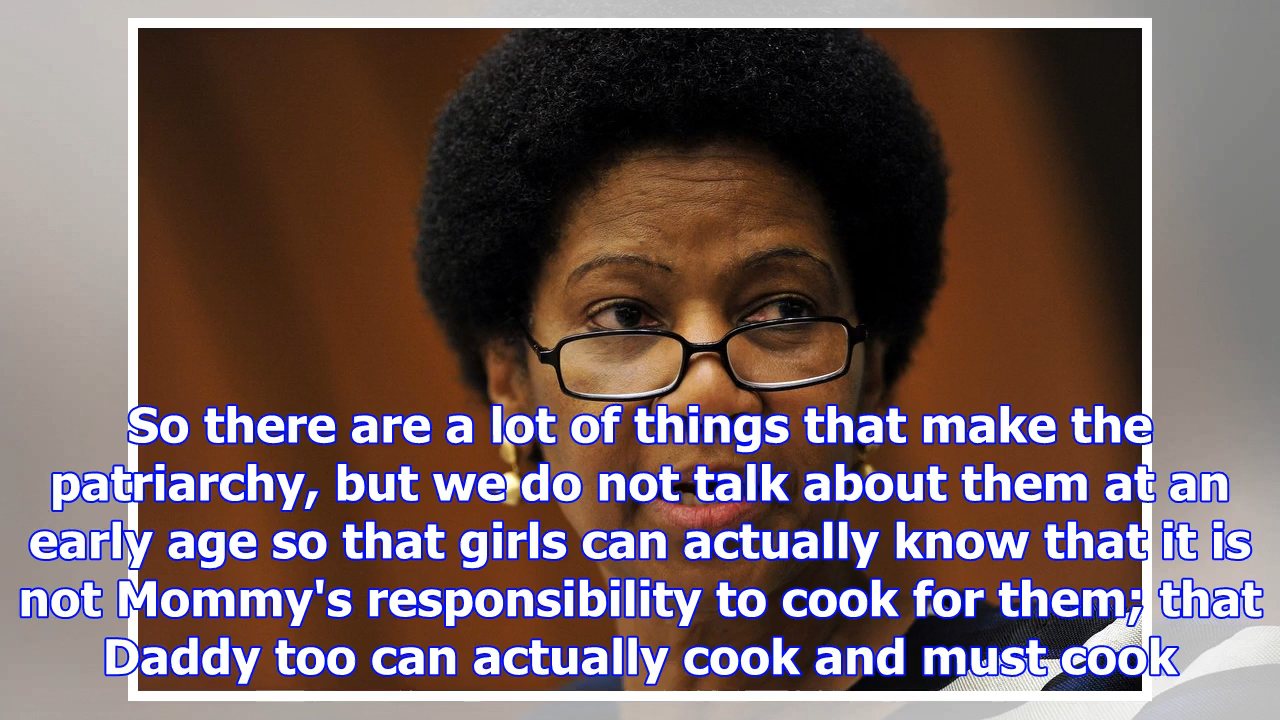 So there are a lot of things that make the
patriarchy, but we do not talk about them at an
early age so that girls can actually know that it is
not Mommy's responsibility to cook for them; that
Daddy too can actually cook and must cook